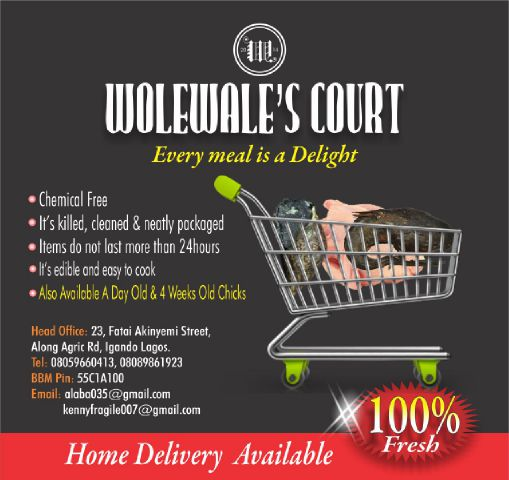 20 14
WOLEWALE'S COURT
Every meal is a Delight
Chemical Free
It's killed, cleaned & neatly packaged
Items do not last more than 24hours
It's edible and easy to cook
Also Available A Day Old & 4 Weeks Old Chicks
Head Office: 23, Fatai Akinyemi Street,
Along Agric Rd, Igando Lagos.
Tel: 08059660413, 08089861923
BBM Pin: 55C1A100
Email: alaba035@gmail.com
kennyfragile007@gmail.com
100%
Fresh
Home Delivery Available